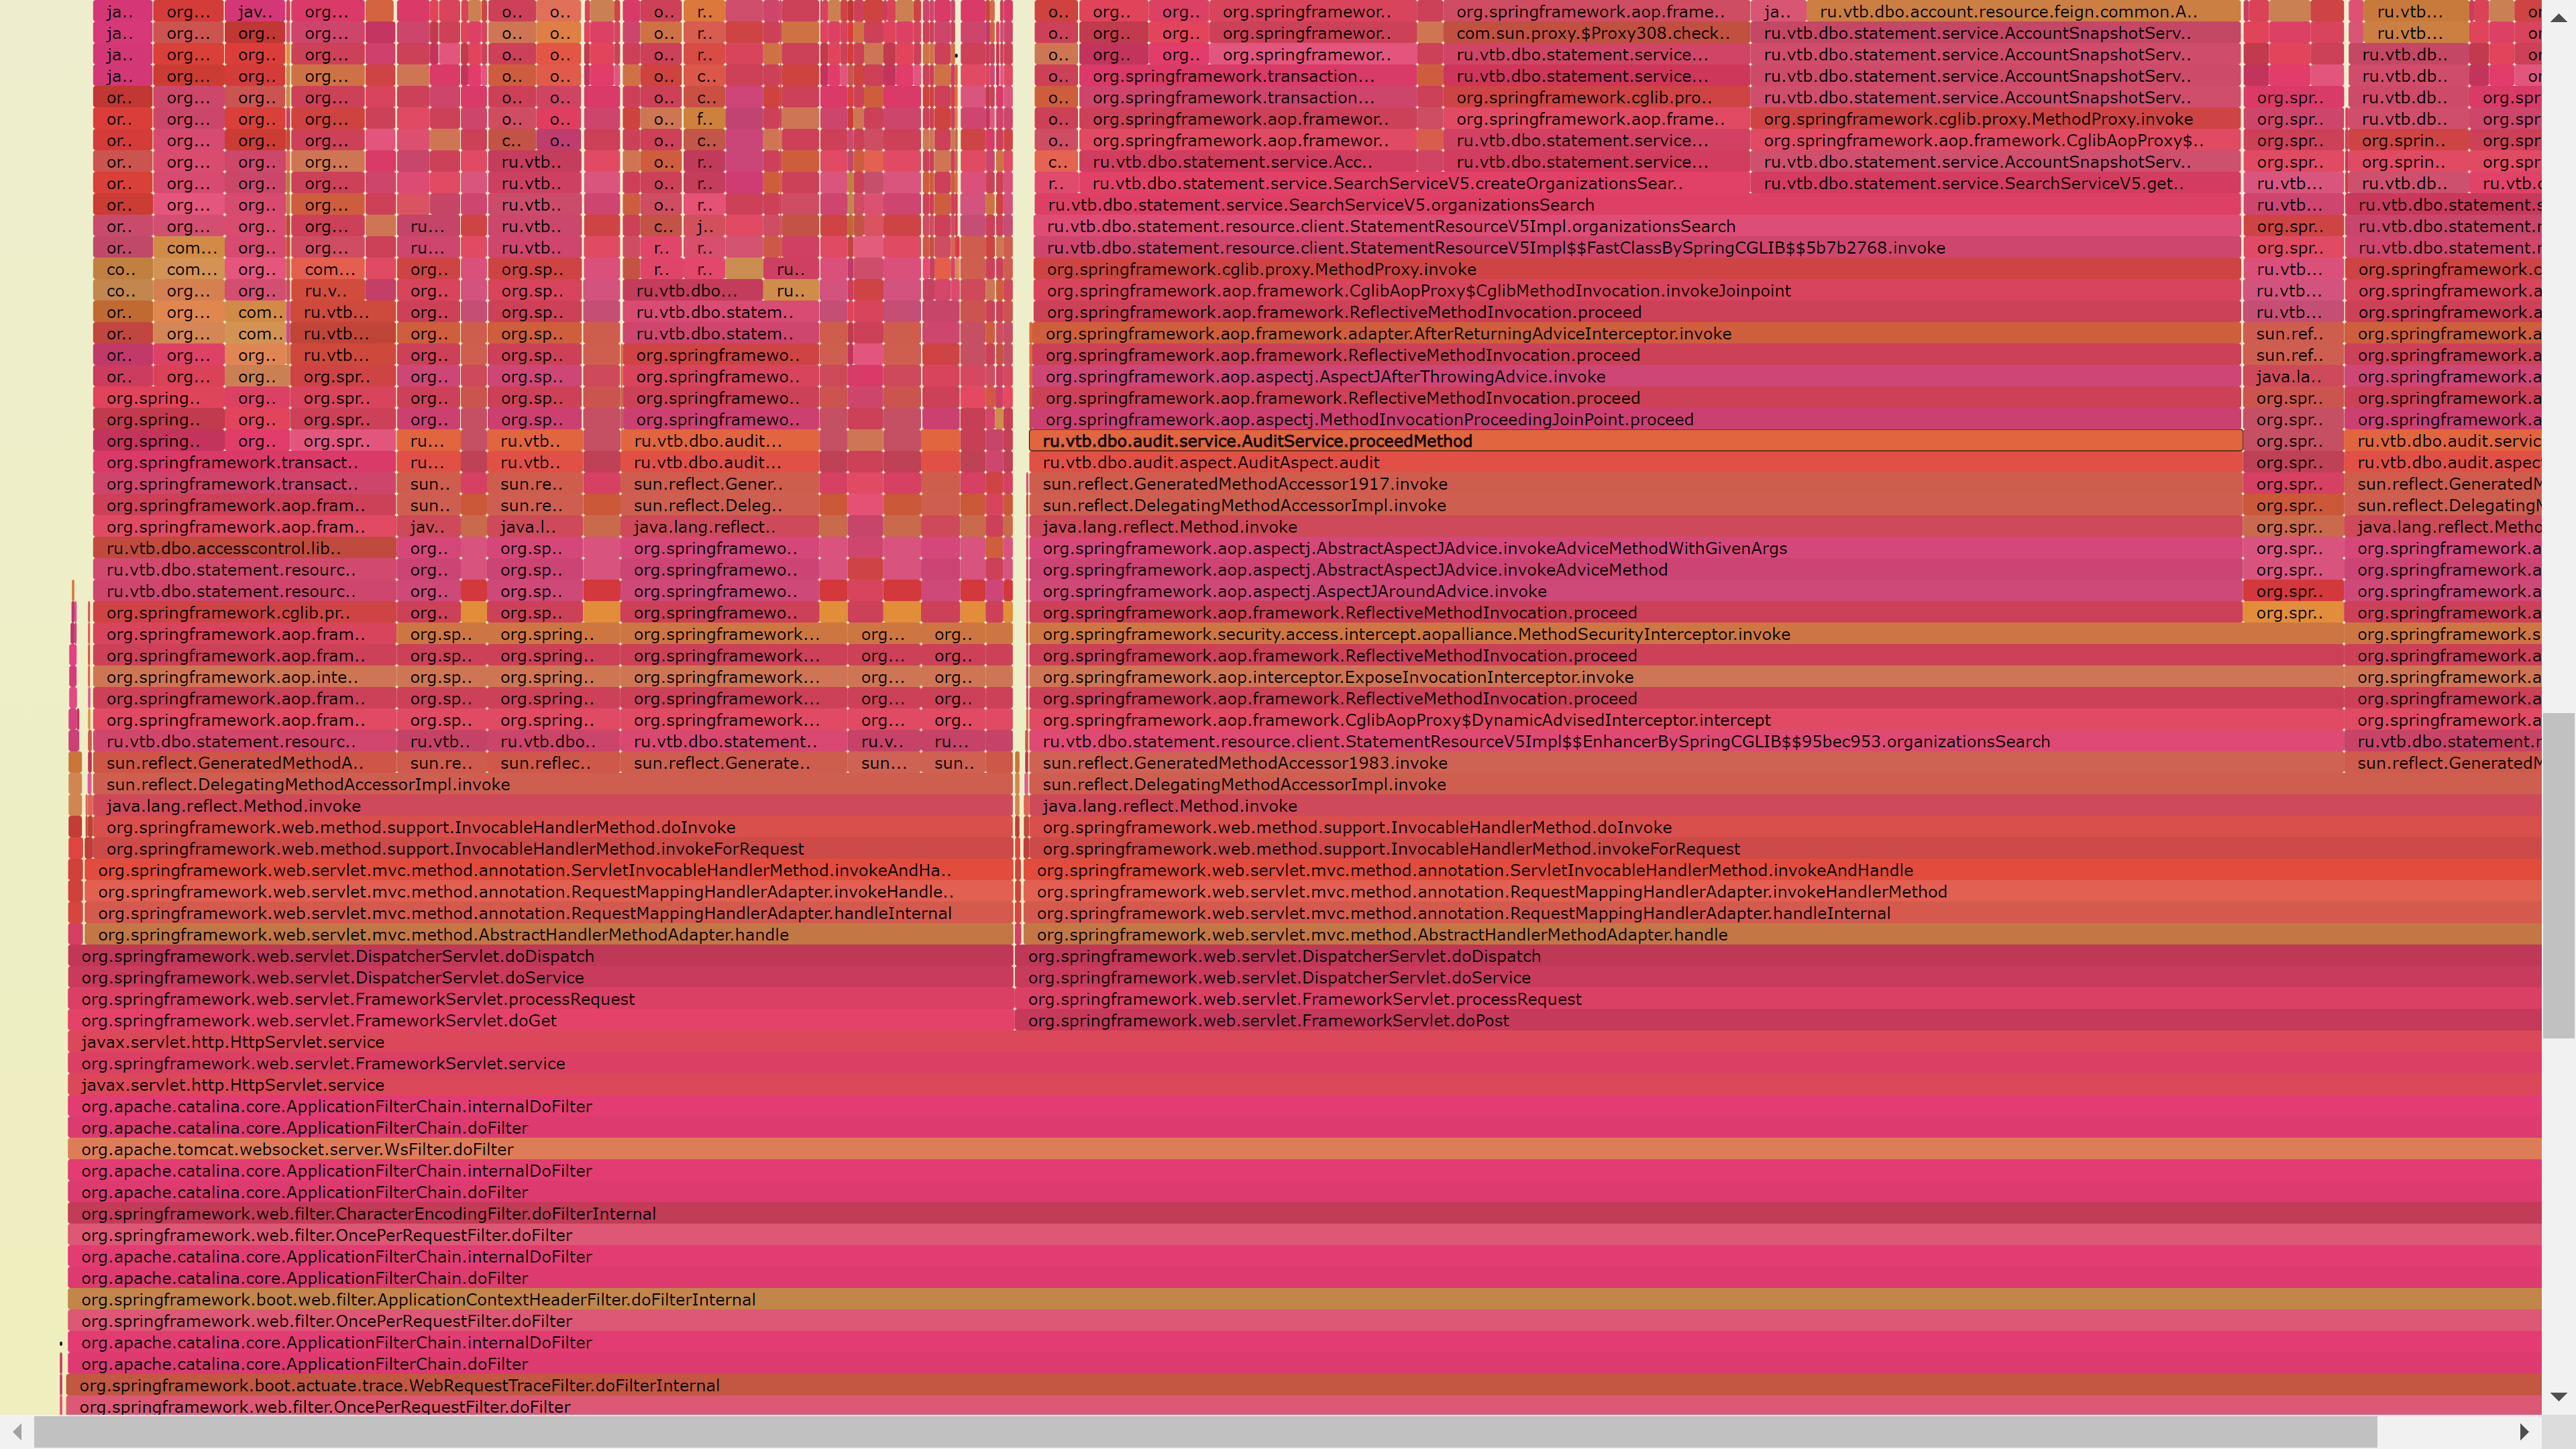 ja.. org... jav.. org... o.. o.. o.. r.. o.. org.. org.. org.springframewor.. org.springframework.aop.frame.. ja.. ru.vtb.dbo.account.resource.feign.common.A.. ru.vtb...
ja.. org... org.. org... o.. o.. o.. r.. o.. org.. org.. org.springframewor.. com.sun.proxy.$Proxy308.check.. ru.vtb.dbo.statement.service.AccountSnapshotServ.. ru.vtb...
ja.. org... org.. org... o.. o.. o.. r.. o.. org.. org.. org.springframewor.. ru.vtb.dbo.statement.service... ru.vtb.dbo.statement.service.AccountSnapshotServ.. ru.vtb.db..
ja.. org... org.. org... o.. o.. o.. c.. o.. org.springframework.transaction... ru.vtb.dbo.statement.service... ru.vtb.dbo.statement.service.AccountSnapshotServ.. ru.vtb.db..
or.. org... org.. org... o.. o.. o.. c.. o.. org.springframework.transaction... org.springframework.cglib.pro.. ru.vtb.dbo.statement.service.AccountSnapshotServ.. org.spr.. ru.vtb.db.. org.spr
or.. org... org.. org... o.. o.. o.. f.. o.. org.springframework.aop.framewor.. org.springframework.aop.frame.. org.springframework.cglib.proxy.MethodProxy.invoke org.spr.. ru.vtb.db.. org.spr
or.. org... org.. org... c.. o.. o.. c.. o.. org.springframework.aop.framewor.. ru.vtb.dbo.statement.service... org.springframework.aop.framework.CglibAopProxy$.. org.spr.. org.sprin.. org.spr
or.. org... org.. org... ru.vtb.. o.. r.. c.. ru.vtb.dbo.statement.service.Acc.. ru.vtb.dbo.statement.service... ru.vtb.dbo.statement.service.AccountSnapshotServ.. org.spr.. org.sprin.. org.spr
or.. org... org.. org... ru.vtb.. o.. r.. r.. ru.vtb.dbo.statement.service.SearchServiceV5.createOrganizationsSear.. ru.vtb.dbo.statement.service.SearchServiceV5.get.. ru.vtb... ru.vtb.db.. ru.vtb.d
or.. org... org.. org... ru.vtb.. o.. r.. ru.vtb.dbo.statement.service.SearchServiceV5.organizationsSearch ru.vtb... ru.vtb.dbo.statement.s
or.. org... org.. org... ru... ru.vtb.. c.. j.. ru.vtb.dbo.statement.resource.client.StatementResourceV5Impl.organizationsSearch org.spr.. ru.vtb.dbo.statement.r
or.. com... org.. org... ru... ru.vtb.. r.. r.. ru.vtb.dbo.statement.resource.client.StatementResourceV5Impl$$FastClassBySpringCGLIB$$5b7b2768.invoke org.spr.. ru.vtb.dbo.statement.r
co.. com... org.. com... org.. org.sp.. r.. r.. ru.. org.springframework.cglib.proxy.MethodProxy.invoke ru.vtb... org.springframework.c
co.. org... org.. ru.v.. org.. org.sp.. ru.vtb.dbo... ru.. org.springframework.aop.framework.CglibAopProxy$CglibMethodInvocation.invokeJoinpoint ru.vtb... org.springframework.a
or.. org... com.. ru.vtb... org.. org.sp.. ru.vtb.dbo.statem.. org.springframework.aop.framework.ReflectiveMethodInvocation.proceed ru.vtb... org.springframework.a
or.. org... com.. ru.vtb... org.. org.sp.. ru.vtb.dbo.statem.. org.springframework.aop.framework.adapter.AfterReturningAdviceInterceptor.invoke sun.ref.. org.springframework.a
or.. org... org.. ru.vtb... org.. org.sp.. org.springframewo.. org.springframework.aop.framework.ReflectiveMethodInvocation.proceed sun.ref.. org.springframework.a
or.. org... org.. org.spr.. org.. org.sp.. org.springframewo.. org.springframework.aop.aspectj.AspectJAfterThrowingAdvice.invoke java.la.. org.springframework.a
org.spring.. org.. org.spr.. org.. org.sp.. org.springframewo.. org.springframework.aop.framework.ReflectiveMethodInvocation.proceed org.spr.. org.springframework.a
org.spring.. org.. org.spr.. org.. org.sp.. org.springframewo.. org.springframework.aop.aspectj.MethodInvocationProceedingJoinPoint.proceed org.spr.. org.springframework.a
org.spring.. org.. org.spr.. ru... ru.vtb.. ru.vtb.dbo.audit... ru.vtb.dbo.audit.service.AuditService.proceedMethod org.spr.. ru.vtb.dbo.audit.servic
org.springframework.transact.. ru... ru.vtb.. ru.vtb.dbo.audit... ru.vtb.dbo.audit.aspect.AuditAspect.audit org.spr.. ru.vtb.dbo.audit.aspec
org.springframework.transact.. sun.. sun.re.. sun.reflect.Gener.. sun.reflect.GeneratedMethodAccessor1917.invoke org.spr.. sun.reflect.GeneratedM
org.springframework.aop.fram.. sun.. sun.re.. sun.reflect.Deleg.. sun.reflect.DelegatingMethodAccessorImpl.invoke org.spr.. sun.reflect.DelegatingM
org.springframework.aop.fram.. jav.. java.l.. java.lang.reflect.. java.lang.reflect.Method.invoke org.spr.. java.lang.reflect.Metho
ru.vtb.dbo.accesscontrol.lib.. org.. org.sp.. org.springframewo.. org.springframework.aop.aspectj.AbstractAspectJAdvice.invokeAdviceMethodWithGivenArgs org.spr.. org.springframework.a
ru.vtb.dbo.statement.resourc.. org.. org.sp.. org.springframewo.. org.springframework.aop.aspectj.AbstractAspectJAdvice.invokeAdviceMethod org.spr.. org.springframework.a
ru.vtb.dbo.statement.resourc.. org.. org.sp.. org.springframewo.. org.springframework.aop.aspectj.AspectJAroundAdvice.invoke org.spr.. org.springframework.a
org.springframework.cglib.pr.. org.. org.sp.. org.springframewo.. org.springframework.aop.framework.ReflectiveMethodInvocation.proceed org.spr.. org.springframework.a
org.springframework.aop.fram.. org.sp.. org.spring.. org.springframework... org... org.. org.springframework.security.access.intercept.aopalliance.MethodSecurityInterceptor.invoke org.springframework.s
org.springframework.aop.fram.. org.sp.. org.spring.. org.springframework... org... org.. org.springframework.aop.framework.ReflectiveMethodInvocation.proceed org.springframework.a
org.springframework.aop.inte.. org.sp.. org.spring.. org.springframework... org... org.. org.springframework.aop.interceptor.ExposeInvocationInterceptor.invoke org.springframework.a
org.springframework.aop.fram.. org.sp.. org.spring.. org.springframework... org... org.. org.springframework.aop.framework.ReflectiveMethodInvocation.proceed org.springframework.a
org.springframework.aop.fram.. org.sp.. org.spring.. org.springframework... org... org.. org.springframework.aop.framework.CglibAopProxy$DynamicAdvisedInterceptor.intercept org.springframework.a
ru.vtb.dbo.statement.resourc.. ru.vtb.. ru.vtb.dbo.. ru.vtb.dbo.statement.. ru.v.. ru... ru.vtb.dbo.statement.resource.client.StatementResourceV5Impl$$EnhancerBySpringCGLIB$$95bec953.organizationsSearch ru.vtb.dbo.statement.r
sun.reflect.GeneratedMethodA.. sun.re.. sun.reflec.. sun.reflect.Generate.. sun... sun.. sun.reflect.GeneratedMethodAccessor1983.invoke sun.reflect.GeneratedM
sun.reflect.DelegatingMethodAccessorImpl.invoke sun.reflect.DelegatingMethodAccessorImpl.invoke
java.lang.reflect.Method.invoke java.lang.reflect.Method.invoke
org.springframework.web.method.support.InvocableHandlerMethod.doInvoke org.springframework.web.method.support.InvocableHandlerMethod.doInvoke
org.springframework.web.method.support.InvocableHandlerMethod.invokeForRequest org.springframework.web.method.support.InvocableHandlerMethod.invokeForRequest
org.springframework.web.servlet.mvc.method.annotation.ServletInvocableHandlerMethod.invokeAndHa.. org.springframework.web.servlet.mvc.method.annotation.ServletInvocableHandlerMethod.invokeAndHandle
org.springframework.web.servlet.mvc.method.annotation.RequestMappingHandlerAdapter.invokeHandle.. org.springframework.web.servlet.mvc.method.annotation.RequestMappingHandlerAdapter.invokeHandlerMethod
org.springframework.web.servlet.mvc.method.annotation.RequestMappingHandlerAdapter.handleInternal org.springframework.web.servlet.mvc.method.annotation.RequestMappingHandlerAdapter.handleInternal
org.springframework.web.servlet.mvc.method.AbstractHandlerMethodAdapter.handle org.springframework.web.servlet.mvc.method.AbstractHandlerMethodAdapter.handle
org.springframework.web.servlet.DispatcherServlet.doDispatch org.springframework.web.servlet.DispatcherServlet.doDispatch
org.springframework.web.servlet.DispatcherServlet.doService org.springframework.web.servlet.DispatcherServlet.doService
org.springframework.web.servlet.FrameworkServlet.processRequest org.springframework.web.servlet.FrameworkServlet.processRequest
org.springframework.web.servlet.FrameworkServlet.doGet org.springframework.web.servlet.FrameworkServlet.doPost
javax.servlet.http.HttpServlet.service
org.springframework.web.servlet.FrameworkServlet.service
javax.servlet.http.HttpServlet.service
org.apache.catalina.core.ApplicationFilterChain.internalDoFilter
org.apache.catalina.core.ApplicationFilterChain.doFilter
org.apache.tomcat.websocket.server.WsFilter.doFilter
org.apache.catalina.core.ApplicationFilterChain.internalDoFilter
org.apache.catalina.core.ApplicationFilterChain.doFilter
org.springframework.web.filter.CharacterEncodingFilter.doFilterInternal
org.springframework.web.filter.OncePerRequestFilter.doFilter
org.apache.catalina.core.ApplicationFilterChain.internalDoFilter
org.apache.catalina.core.ApplicationFilterChain.doFilter
org.springframework.boot.web.filter.ApplicationContextHeaderFilter.doFilterInternal
org.springframework.web.filter.OncePerRequestFilter.doFilter
org.apache.catalina.core.ApplicationFilterChain.internalDoFilter
org.apache.catalina.core.ApplicationFilterChain.doFilter
org.springframework.boot.actuate.trace.WebRequestTraceFilter.doFilterInternal
org.springframework.web.filter.OncePerRequestFilter.doFilter